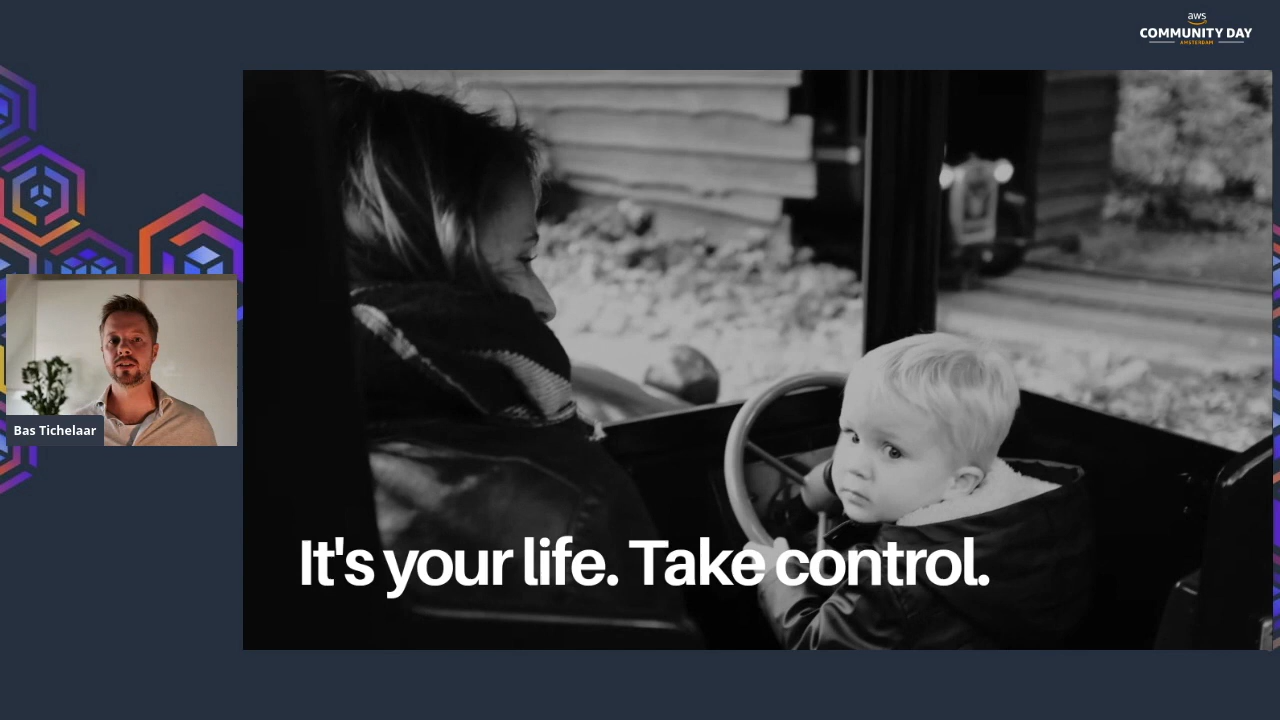 aws
COMMUNITY DAY
AMSTERDAM
Bas Tichelaar
It's your life. Take control.